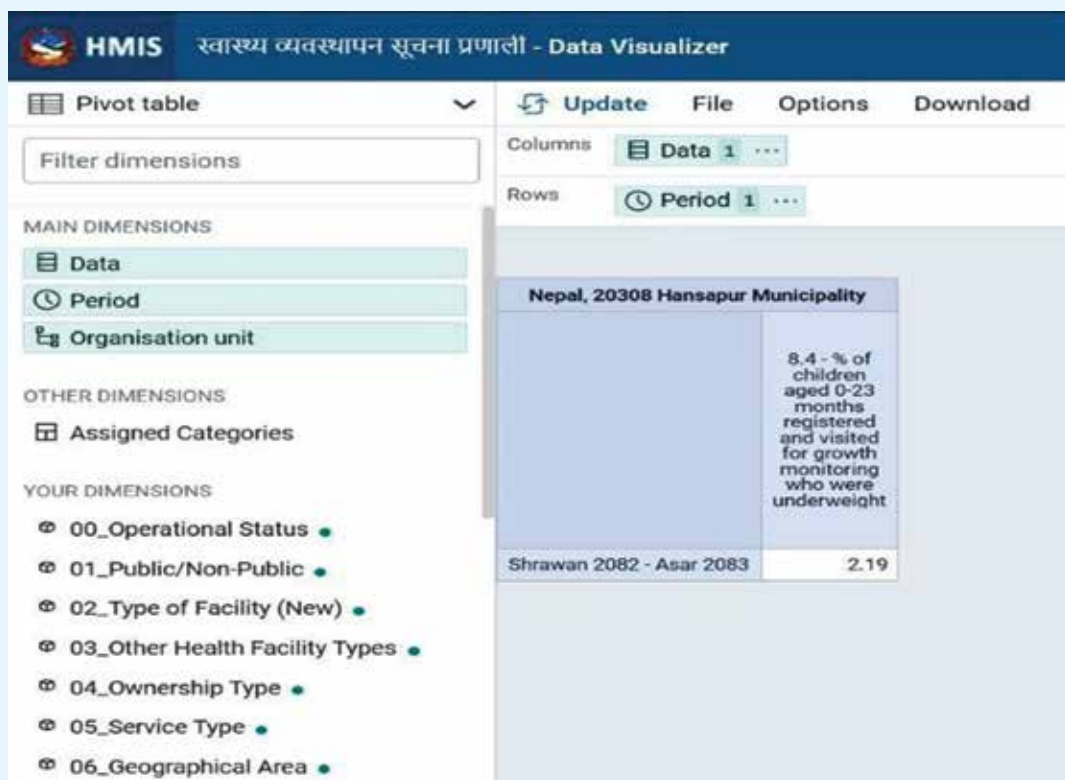 HMIS स्वास्थ्य व्यवस्थापन सूचना प्रणाली - Data Visualizer
Pivot table
Update File Options Download
Filter dimensions
Columns Data 1 ...
Rows Period 1 ...
MAIN DIMENSIONS
Data
Period
Organisation unit
OTHER DIMENSIONS
Assigned Categories
YOUR DIMENSIONS
00_Operational Status
01_Public/Non-Public
02_Type of Facility (New)
03_Other Health Facility Types
04_Ownership Type
05_Service Type
06_Geographical Area
Nepal, 20308 Hansapur Municipality
8.4 - % of
children
aged 0-23
months
registered
and visited
for growth
monitoring
who were
underweight
Shrawan 2082 - Asar 2083 2.19